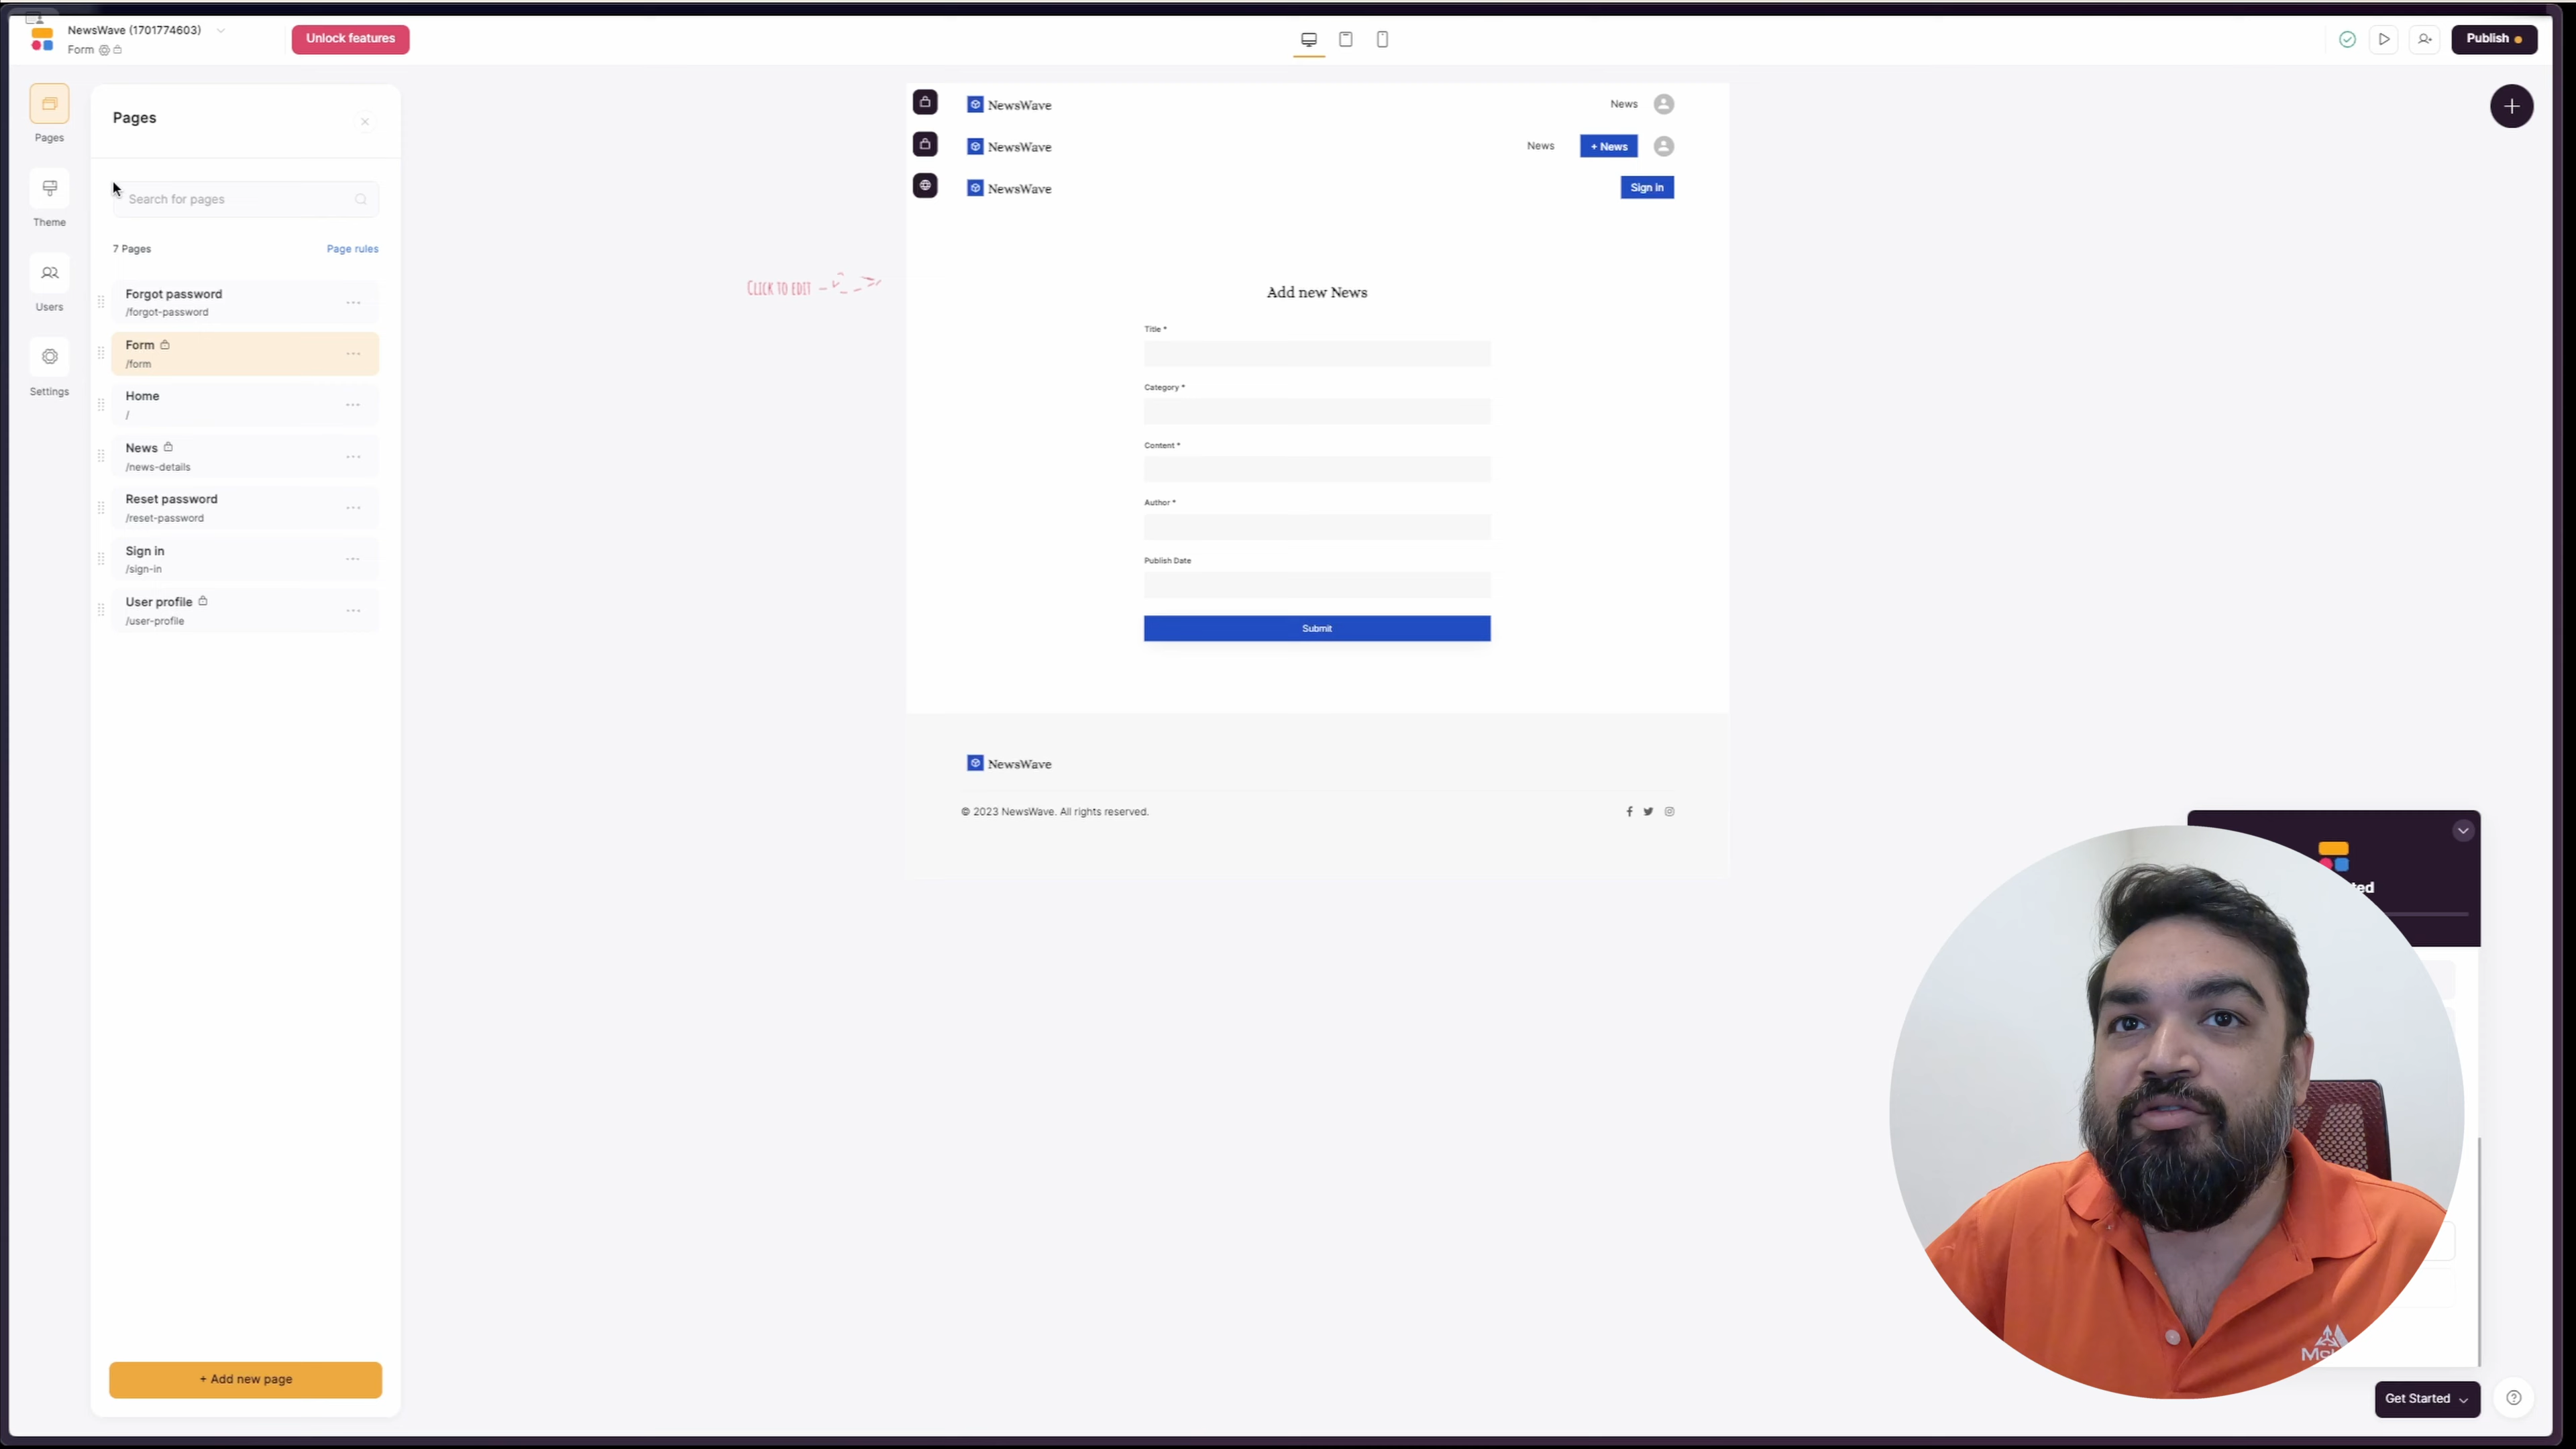 NewsWave (1701774603)
Form
Unlock features
Publish
Pages
Theme
Users
Settings
Pages
Search for pages
7 Pages
Page rules
Forgot password
/forgot-password
Form
/form
Home
/
News
/news-details
Reset password
/reset-password
Sign in
/sign-in
User profile
/user-profile
+ Add new page
CLICK TO EDIT
NewsWave
News
NewsWave
News
+ News
NewsWave
Sign in
Add new News
Title *
Category *
Content *
Author *
Publish Date
Submit
NewsWave
© 2023 NewsWave. All rights reserved.
Get Started